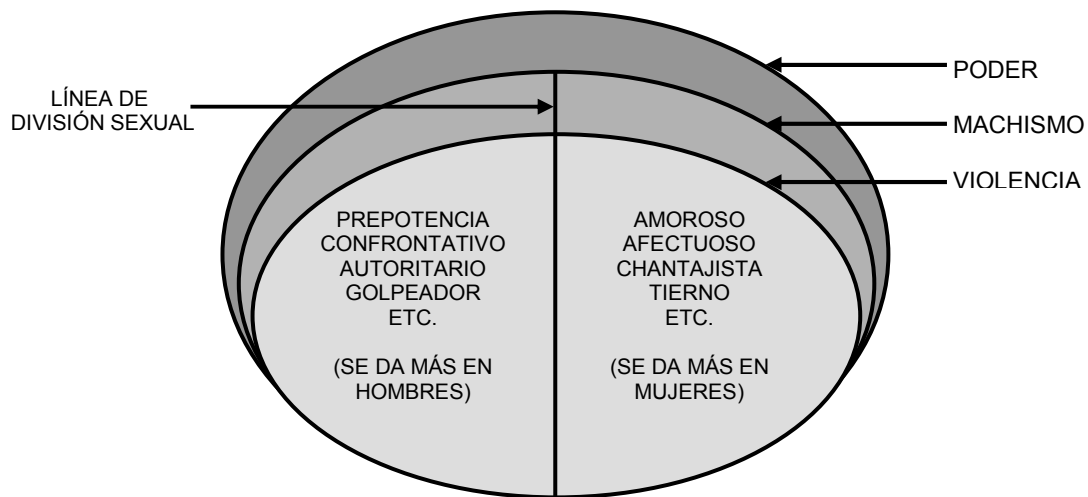 PODER
LÍNEA DE
DIVISIÓN SEXUAL
MACHISMO
VIOLENCIA
PREPOTENCIA
CONFRONTATIVO
AUTORITARIO
GOLPEADOR
ETC.
(SE DA MÁS EN
HOMBRES)
AMOROSO
AFECTUOSO
CHANTAJISTA
TIERNO
ETC.
(SE DA MÁS EN
MUJERES)